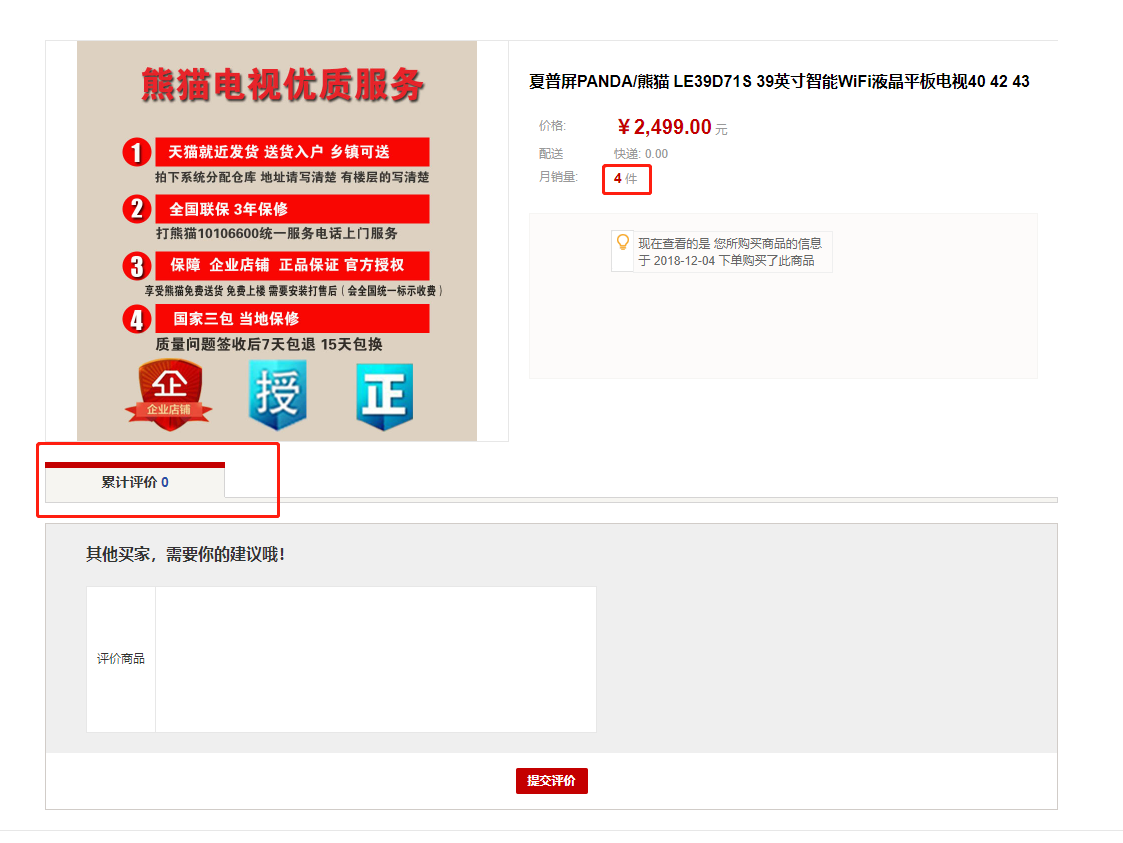 熊猫电视优质服务
1 天猫就近发货 送货入户 乡镇可送
拍下系统分配仓库 地址请写清楚 有楼层的写清楚
2 全国联保 3年保修
打熊猫10106600统一服务电话上门服务
3 保障 企业店铺 正品保证 官方授权
享受熊猫免费送货 免费上楼 需要安装打售后（会全国统一标示收费）
4 国家三包 当地保修
质量问题签收后7天包退 15天包换
企 授 正
企业店铺
夏普屏PANDA/熊猫 LE39D71S 39英寸智能WiFi液晶平板电视40 42 43
价格: ￥2,499.00 元
配送 快递: 0.00
月销量: 4 件
现在查看的是 您所购买商品的信息
于 2018-12-04 下单购买了此商品
累计评价 0
其他买家，需要你的建议哦！
评价商品
提交评价